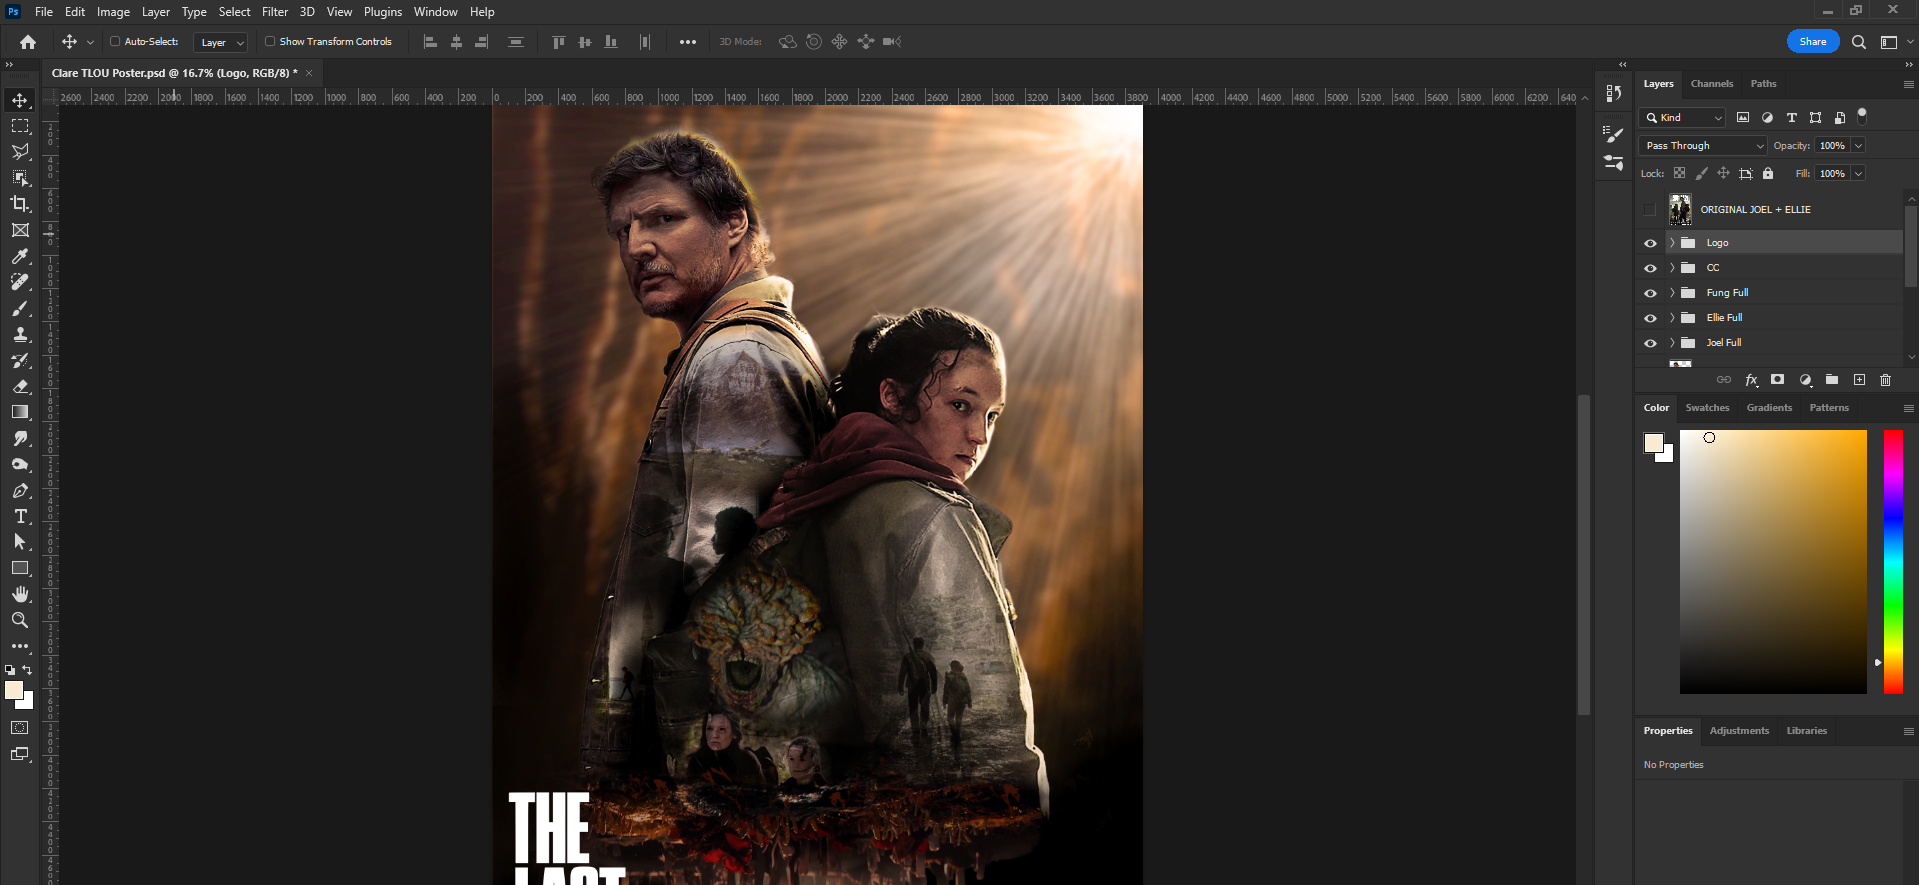 Ps File Edit Image Layer Type Select Filter 3D View Plugins Window Help
Auto-Select: Layer Show Transform Controls 3D Mode: Share
Clare TLOU Poster.psd @ 16.7% (Logo, RGB/8) *
2600 2400 2200 2000 1800 1600 1400 1200 1000 800 600 400 200 0 200 400 600 800 1000 1200 1400 1600 1800 2000 2200 2400 2600 2800 3000 3200 3400 3600 3800 4000 4200 4400 4600 4800 5000 5200 5400 5600 5800 6000 6200 640
Layers Channels Paths
Kind
Pass Through Opacity: 100%
Lock: Fill: 100%
ORIGINAL JOEL + ELLIE
Logo
CC
Fung Full
Ellie Full
Joel Full
fx
Color Swatches Gradients Patterns
Properties Adjustments Libraries
No Properties
THE
LAST